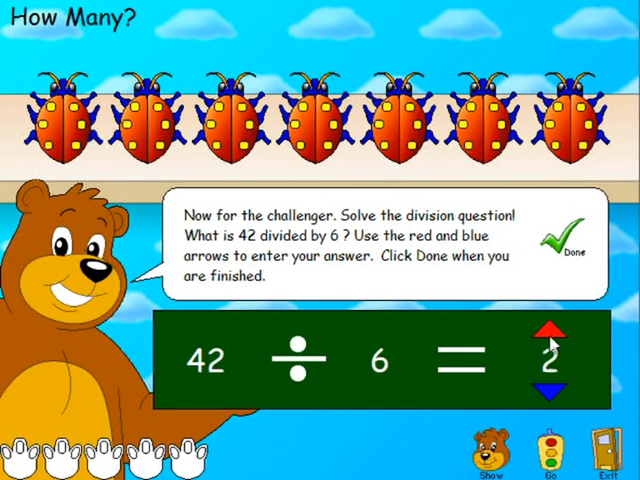 How Many?
Now for the challenger. Solve the division question!
What is 42 divided by 6 ? Use the red and blue
arrows to enter your answer. Click Done when you
are finished.
Done
42 ÷ 6 = 2
Show Go Exit